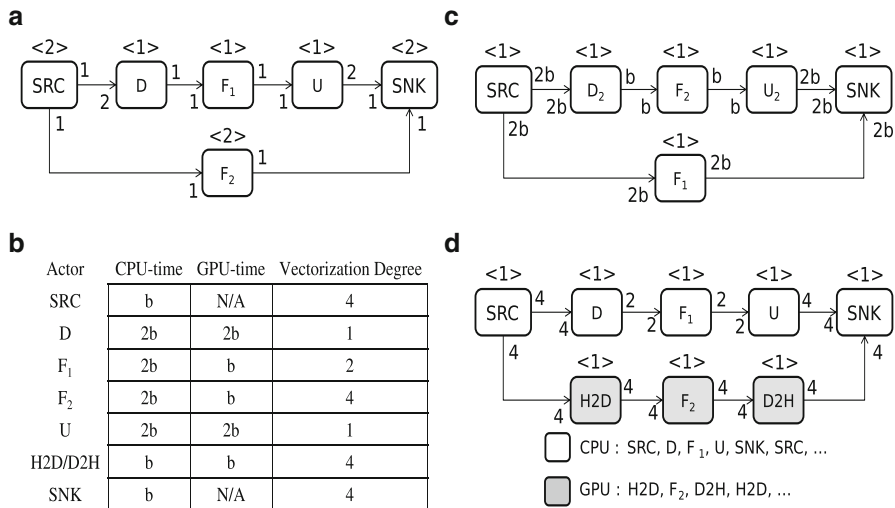 a
<2> <1> <1> <1> <2>
SRC 1 2 D 1 1 F₁ 1 1 U 2 1 SNK
1 1
<2>
1 F₂ 1
b
Actor CPU-time GPU-time Vectorization Degree
SRC b N/A 4
D 2b 2b 1
F₁ 2b b 2
F₂ 2b b 4
U 2b 2b 1
H2D/D2H b b 4
SNK b N/A 4
c
<1> <1> <1> <1> <1>
SRC 2b 2b D₂ b b F₂ b b U₂ 2b 2b SNK
2b 2b
<1>
2b F₁ 2b
d
<1> <1> <1> <1> <1>
SRC 4 4 D 2 2 F₁ 2 2 U 4 4 SNK
4 4
<1> <1> <1>
4 H2D 4 4 F₂ 4 4 D2H 4
CPU : SRC, D, F₁, U, SNK, SRC, ...
GPU : H2D, F₂, D2H, H2D, ...